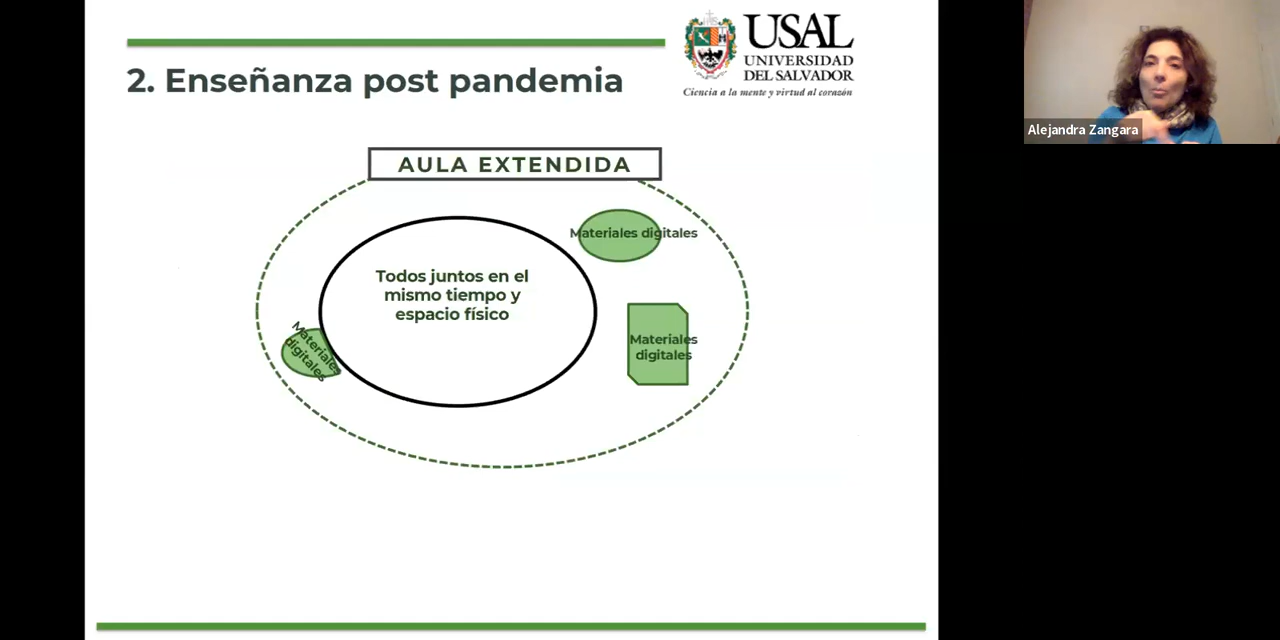 USAL
UNIVERSIDAD
DEL SALVADOR
Ciencia a la mente y virtud al corazón
Alejandra Zangara
2. Enseñanza post pandemia
AULA EXTENDIDA
Materiales digitales
Todos juntos en el
mismo tiempo y
espacio físico
Materiales
digitales
Materiales
digitales